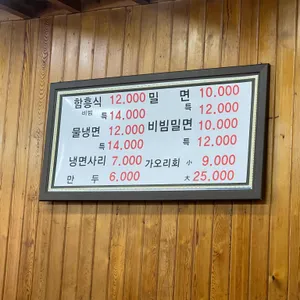 함흥식 12.000 밀 면 10.000
비빔 특 14.000 특 12.000
물냉면 12.000 비빔밀면 10.000
특 14.000 특 12.000
냉면사리 7.000 가오리회 小 9.000
만 두 6.000 大 25.000